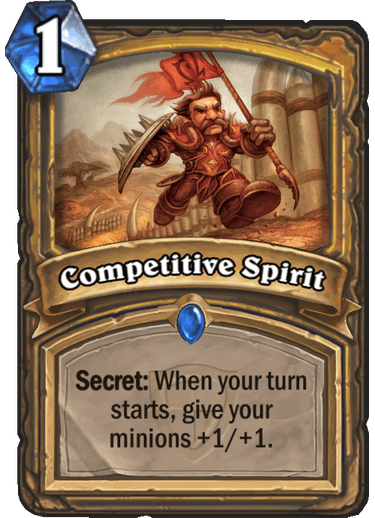 1
Competitive Spirit
Secret: When your turn
starts, give your
minions +1/+1.